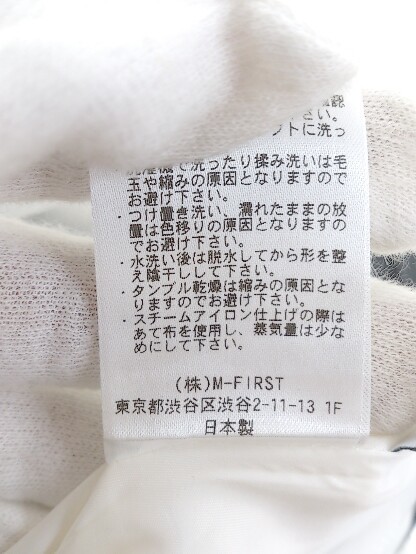 さい。
フトに洗っ
で洗ったり揉み洗いは毛
玉や縮みの原因となりますので
お避け下さい。
・つけ置き洗い、濡れたままの放
置は色移りの原因となりますの
でお避け下さい。
・水洗い後は脱水してから形を整
え陰干しして下さい。
・タンブル乾燥は縮みの原因とな
りますのでお避け下さい。
・スチームアイロン仕上げの際は
あて布を使用し、蒸気量は少な
めにして下さい。
(株)M-FIRST
東京都渋谷区渋谷2-11-13 1F
日本製